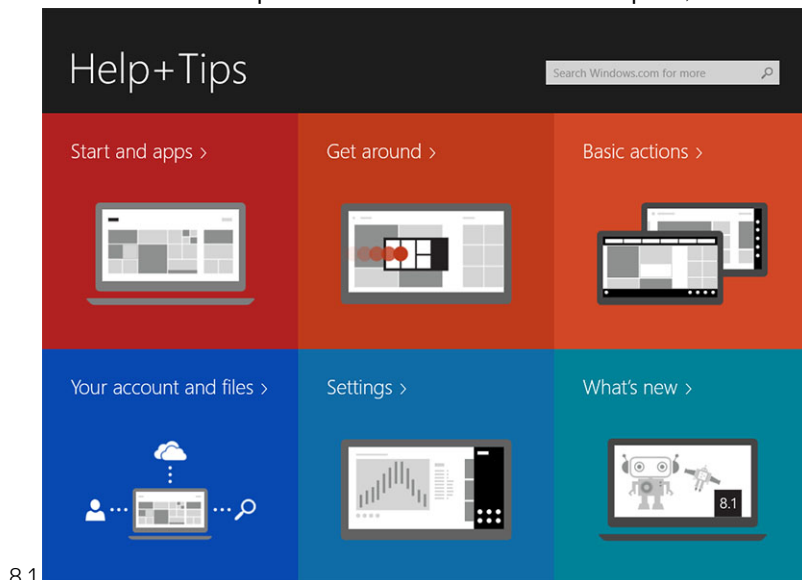 Help+Tips
Search Windows.com for more
Start and apps >
Get around >
Basic actions >
Your account and files >
Settings >
What's new >
8.1
8.1